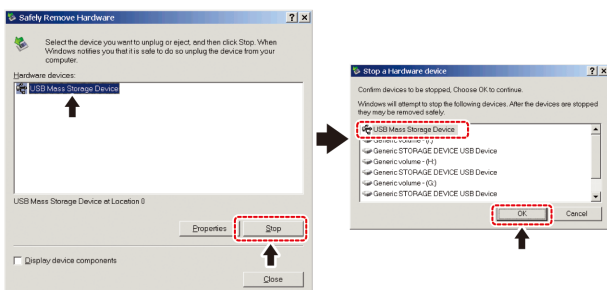 Safely Remove Hardware
Select the device you want to unplug or eject, and then click Stop. When
Windows notifies you that it is safe to do so unplug the device from your
computer.
Hardware devices:
USB Mass Storage Device
USB Mass Storage Device at Location 0
Properties
Stop
Display device components
Close
Stop a Hardware device
Confirm devices to be stopped, Choose OK to continue.
Windows will attempt to stop the following devices. After the devices are stopped
they may be removed safely.
USB Mass Storage Device
Generic volume - (I:)
Generic STORAGE DEVICE USB Device
Generic volume - (H:)
Generic STORAGE DEVICE USB Device
Generic volume - (G:)
Generic STORAGE DEVICE USB Device
OK
Cancel